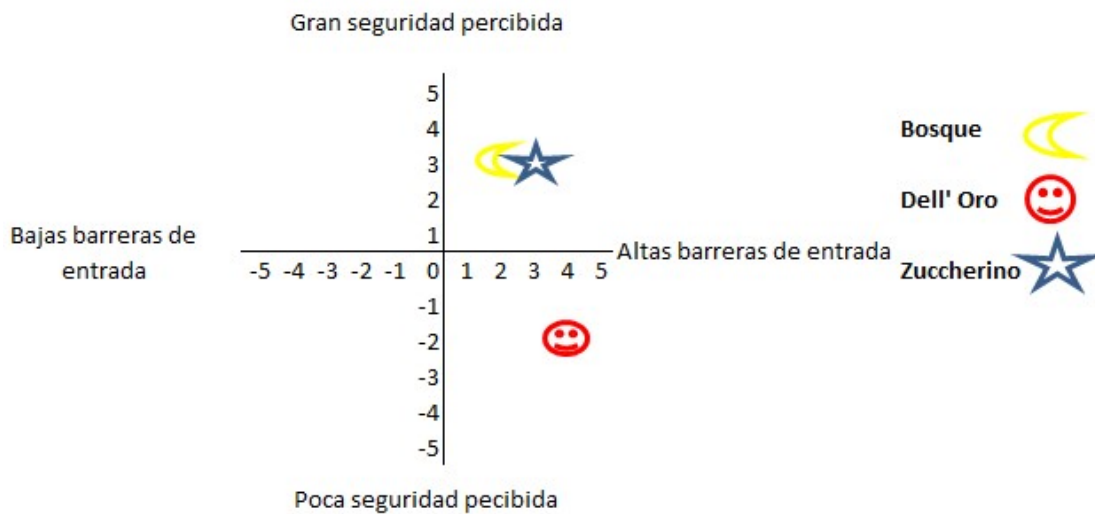 Gran seguridad percibida
5
4
3
2
1
Bajas barreras de
entrada
-5 -4 -3 -2 -1 0 1 2 3 4 5
Altas barreras de entrada
-1
-2
-3
-4
-5
Poca seguridad pecibida
Bosque
Dell' Oro
Zuccherino